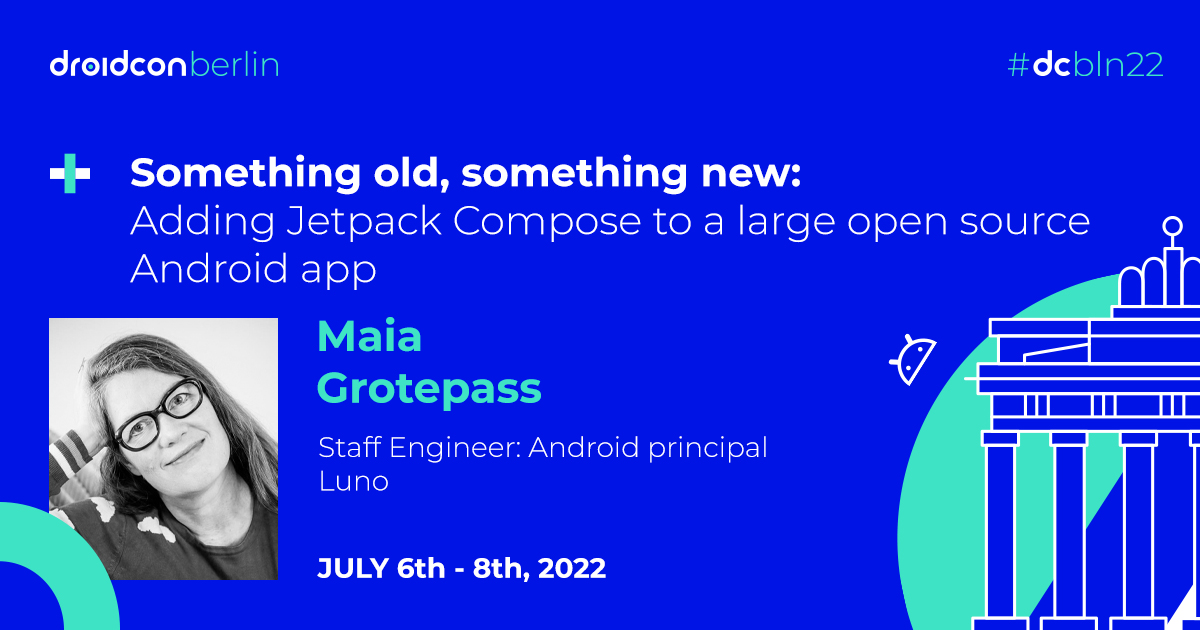 droidconberlin
#dcbln22
Something old, something new:
Adding Jetpack Compose to a large open source
Android app
Maia
Grotepass
Staff Engineer: Android principal
Luno
JULY 6th - 8th, 2022